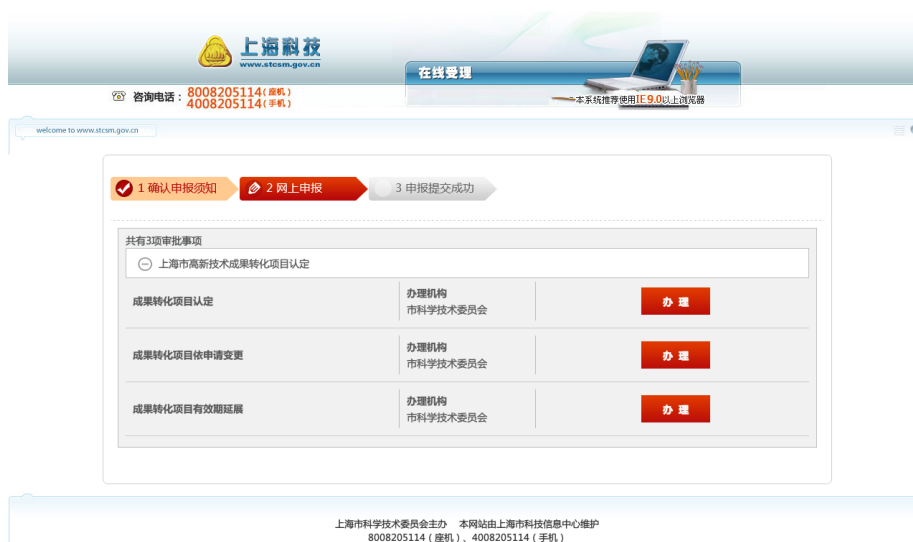 上海科技
www.stcsm.gov.cn
在线受理
咨询电话：8008205114(座机)
4008205114(手机)
本系统推荐使用IE9.0以上浏览器
welcome to www.stcsm.gov.cn
1 确认申报须知
2 网上申报
3 申报提交成功
共有3项审批事项
上海市高新技术成果转化项目认定
成果转化项目认定
办理机构
市科学技术委员会
办 理
成果转化项目依申请变更
办理机构
市科学技术委员会
办 理
成果转化项目有效期延展
办理机构
市科学技术委员会
办 理
上海市科学技术委员会主办 本网站由上海市科技信息中心维护
8008205114（座机）、4008205114（手机）